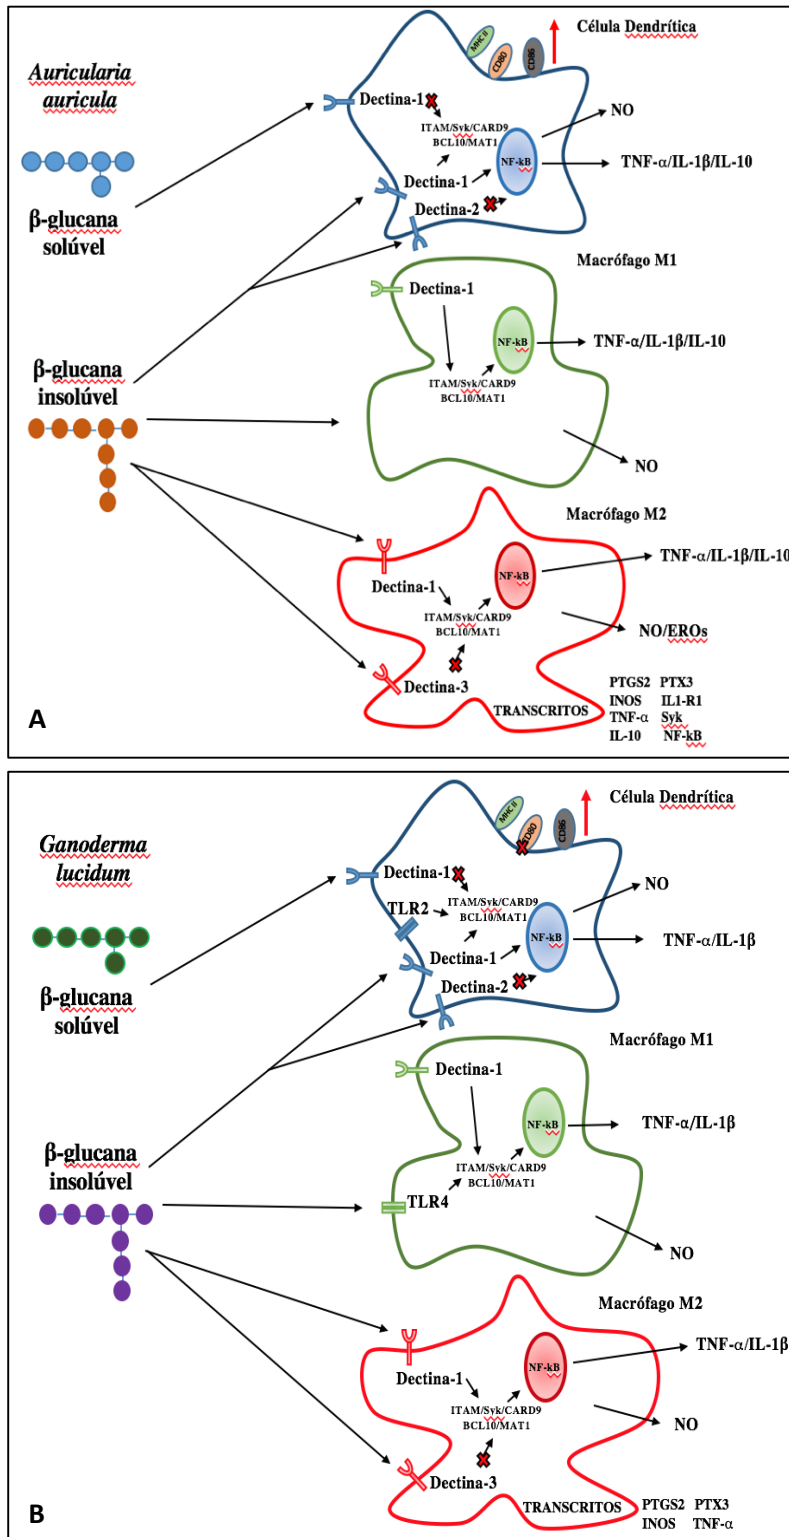 Auricularia
auricula
β-glucana
solúvel
β-glucana
insolúvel
MHC II
CD80
CD86
Célula Dendrítica
Dectina-1
ITAM/Syk/CARD9
BCL10/MAT1
Dectina-1
Dectina-2
NF-kB
NO
TNF-α/IL-1β/IL-10
Macrófago M1
Dectina-1
NF-kB
ITAM/Syk/CARD9
BCL10/MAT1
TNF-α/IL-1β/IL-10
NO
Macrófago M2
Dectina-1
NF-kB
ITAM/Syk/CARD9
BCL10/MAT1
Dectina-3
TNF-α/IL-1β/IL-10
NO/EROs
TRANSCRITOS
PTGS2 PTX3
INOS IL1-R1
TNF-α Syk
IL-10 NF-kB
A
Ganoderma
lucidum
β-glucana
solúvel
β-glucana
insolúvel
MHC II
CD80
CD86
Célula Dendrítica
Dectina-1
TLR2
ITAM/Syk/CARD9
BCL10/MAT1
Dectina-1
Dectina-2
NF-kB
NO
TNF-α/IL-1β
Macrófago M1
Dectina-1
NF-kB
ITAM/Syk/CARD9
BCL10/MAT1
TLR4
TNF-α/IL-1β
NO
Macrófago M2
Dectina-1
NF-kB
ITAM/Syk/CARD9
BCL10/MAT1
Dectina-3
TNF-α/IL-1β
NO
TRANSCRITOS
PTGS2 PTX3
INOS TNF-α
B